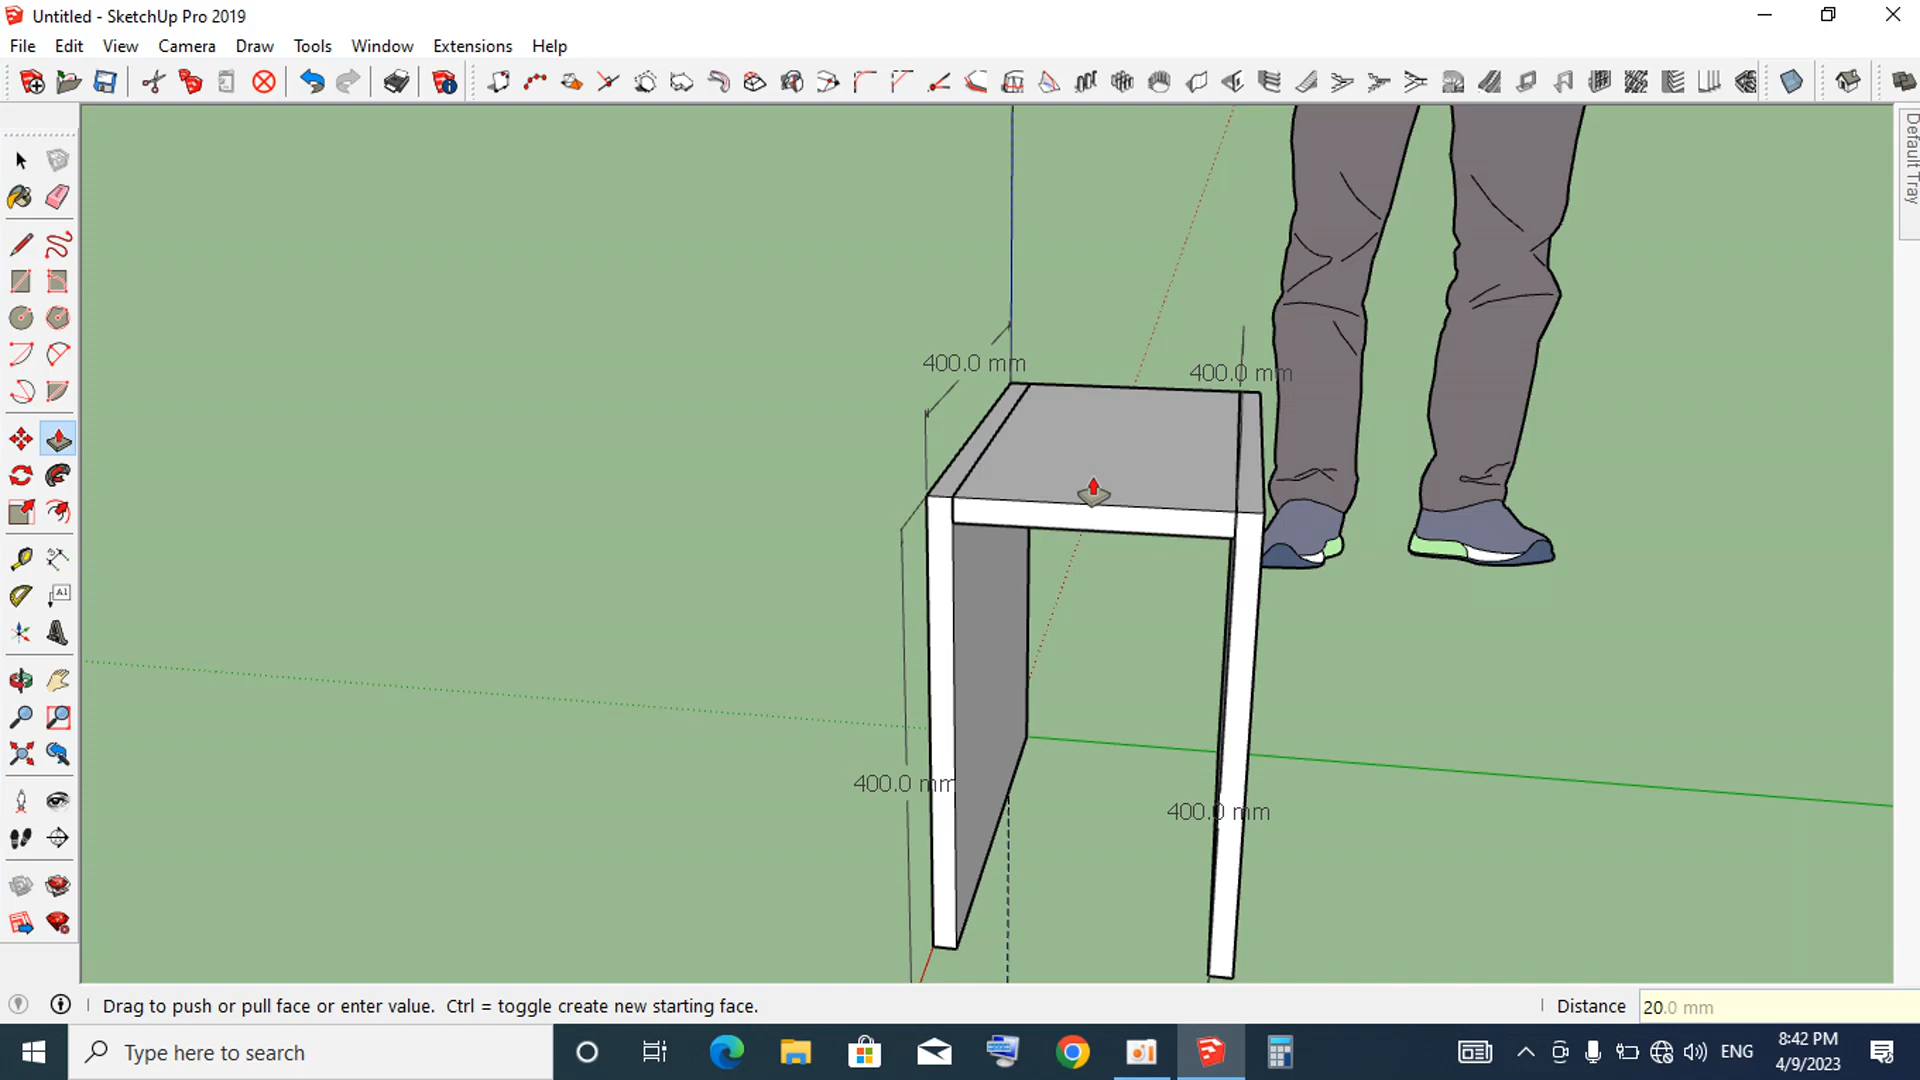 Untitled - SketchUp Pro 2019
File Edit View Camera Draw Tools Window Extensions Help
Default Tray
A1
400.0 mm
400.0 mm
400.0 mm
400.0 mm
Drag to push or pull face or enter value. Ctrl = toggle create new starting face.
Distance 20.0 mm
Type here to search
ENG
8:42 PM
4/9/2023